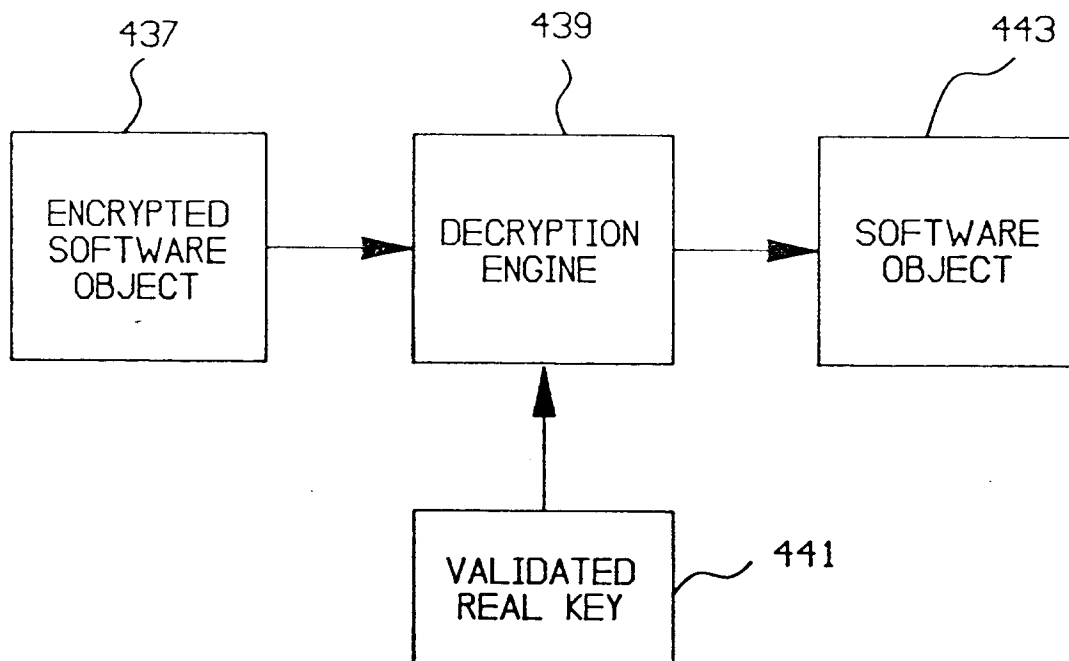 437
439
443
ENCRYPTED
SOFTWARE
OBJECT
DECRYPTION
ENGINE
SOFTWARE
OBJECT
VALIDATED
REAL KEY
441